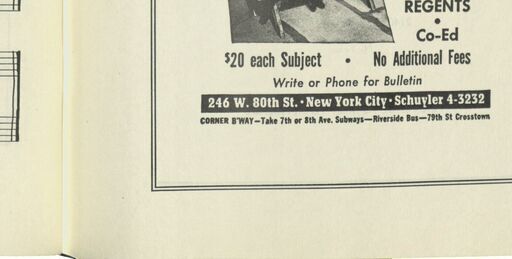 REGENTS
•
Co-Ed
$20 each Subject • No Additional Fees
Write or Phone for Bulletin
246 W. 80th St. • New York City • Schuyler 4-3232
CORNER B'WAY—Take 7th or 8th Ave. Subways—Riverside Bus—79th St Crosstown